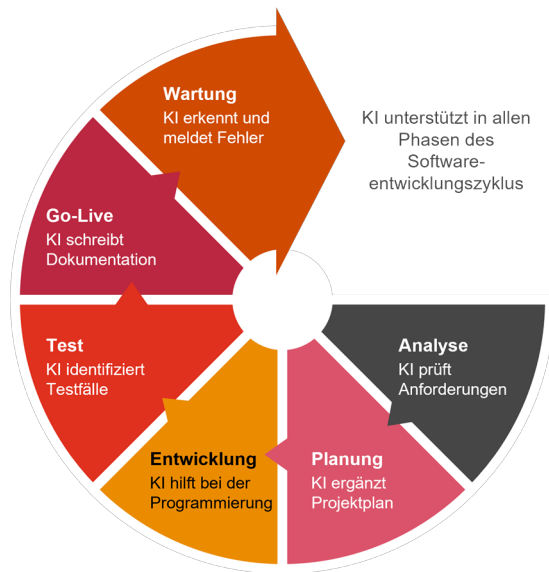 Wartung
KI erkennt und
meldet Fehler
KI unterstützt in allen
Phasen des
Software-
entwicklungszyklus
Go-Live
KI schreibt
Dokumentation
Test
KI identifiziert
Testfälle
Entwicklung
KI hilft bei der
Programmierung
Planung
KI ergänzt
Projektplan
Analyse
KI prüft
Anforderungen